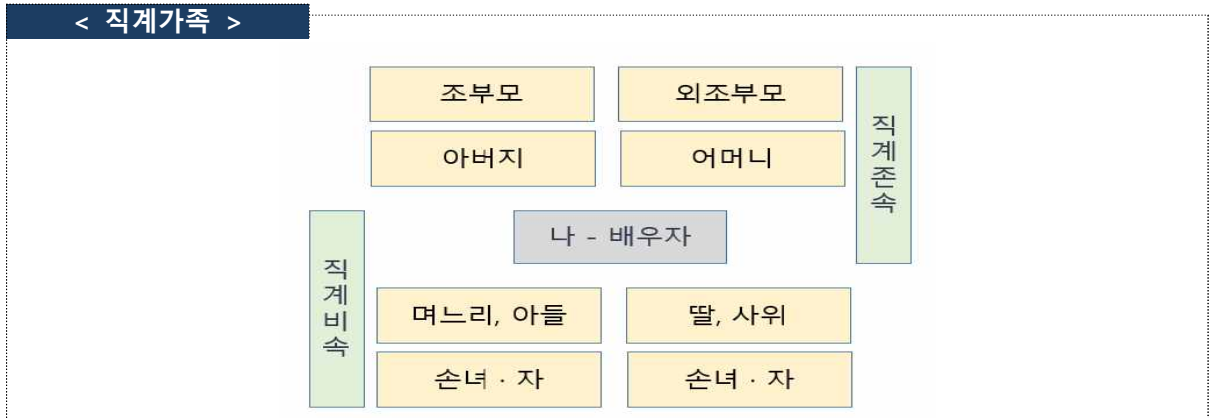 < 직계가족 >
조부모 외조부모
아버지 어머니
직계존속
나 - 배우자
직계비속
며느리, 아들 딸, 사위
손녀 · 자 손녀 · 자